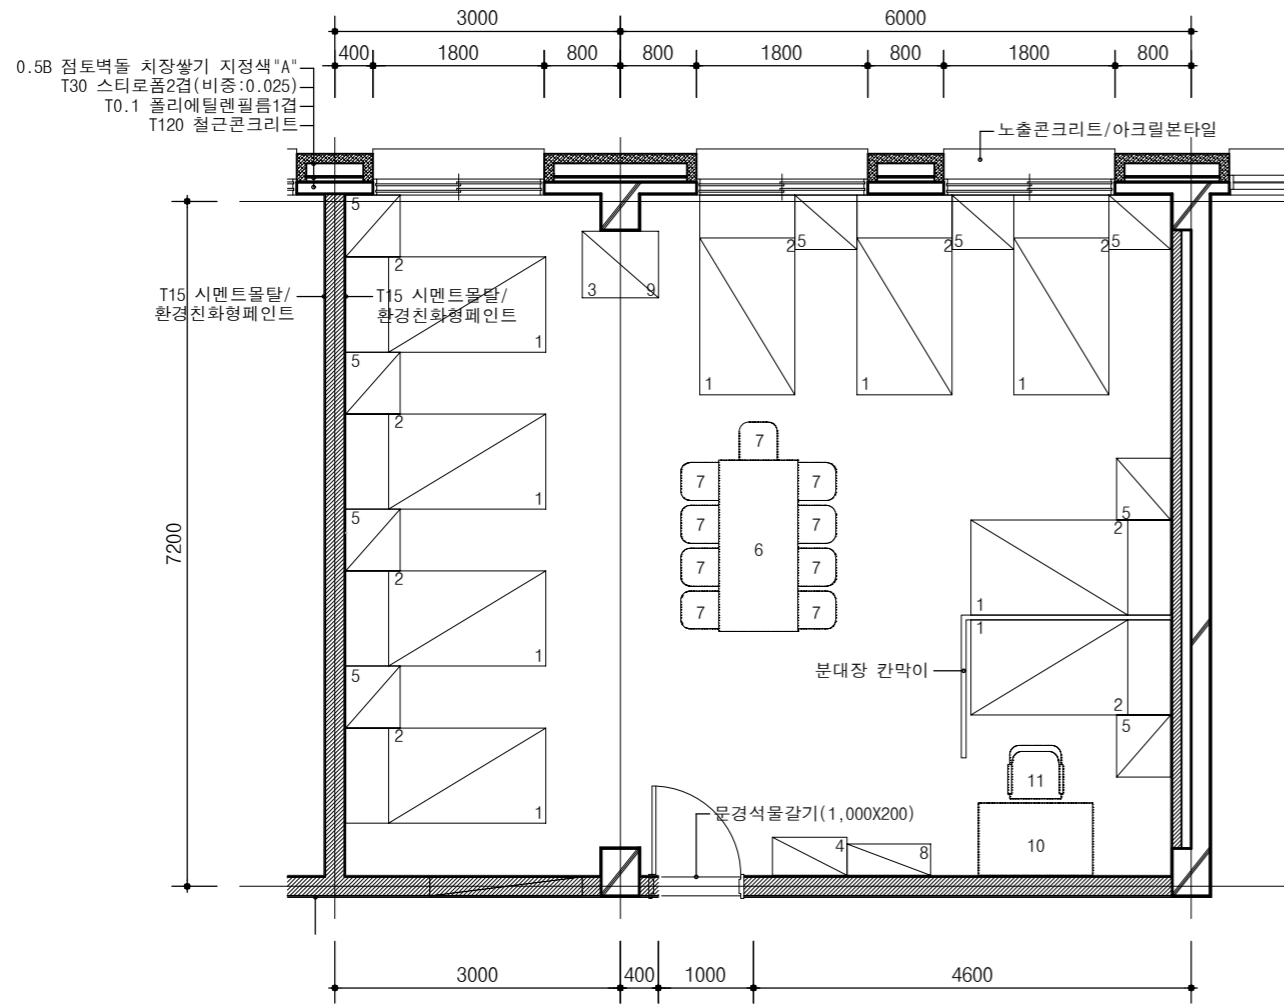 3000 6000
400 1800 800 800 1800 800 1800 800
0.5B 점토벽돌 치장쌓기 지정색"A"
T30 스티로폼2겹(비중:0.025)
T0.1 폴리에틸렌필름1겹
T120 철근콘크리트
노출콘크리트/아크릴본타일
5
2 2 5 2 5 2 5
3 9
T15 시멘트몰탈/
환경친화형페인트
T15 시멘트몰탈/
환경친화형페인트
1
5 1 1 1
2
7
7 7
5
1
7 7
5 2
6
7200
7 7
2
1
7 7
1
1
5
분대장 칸막이
2 2
5
11
문경석물갈기(1,000X200)
1 4 8 10
3000 400 1000 4600